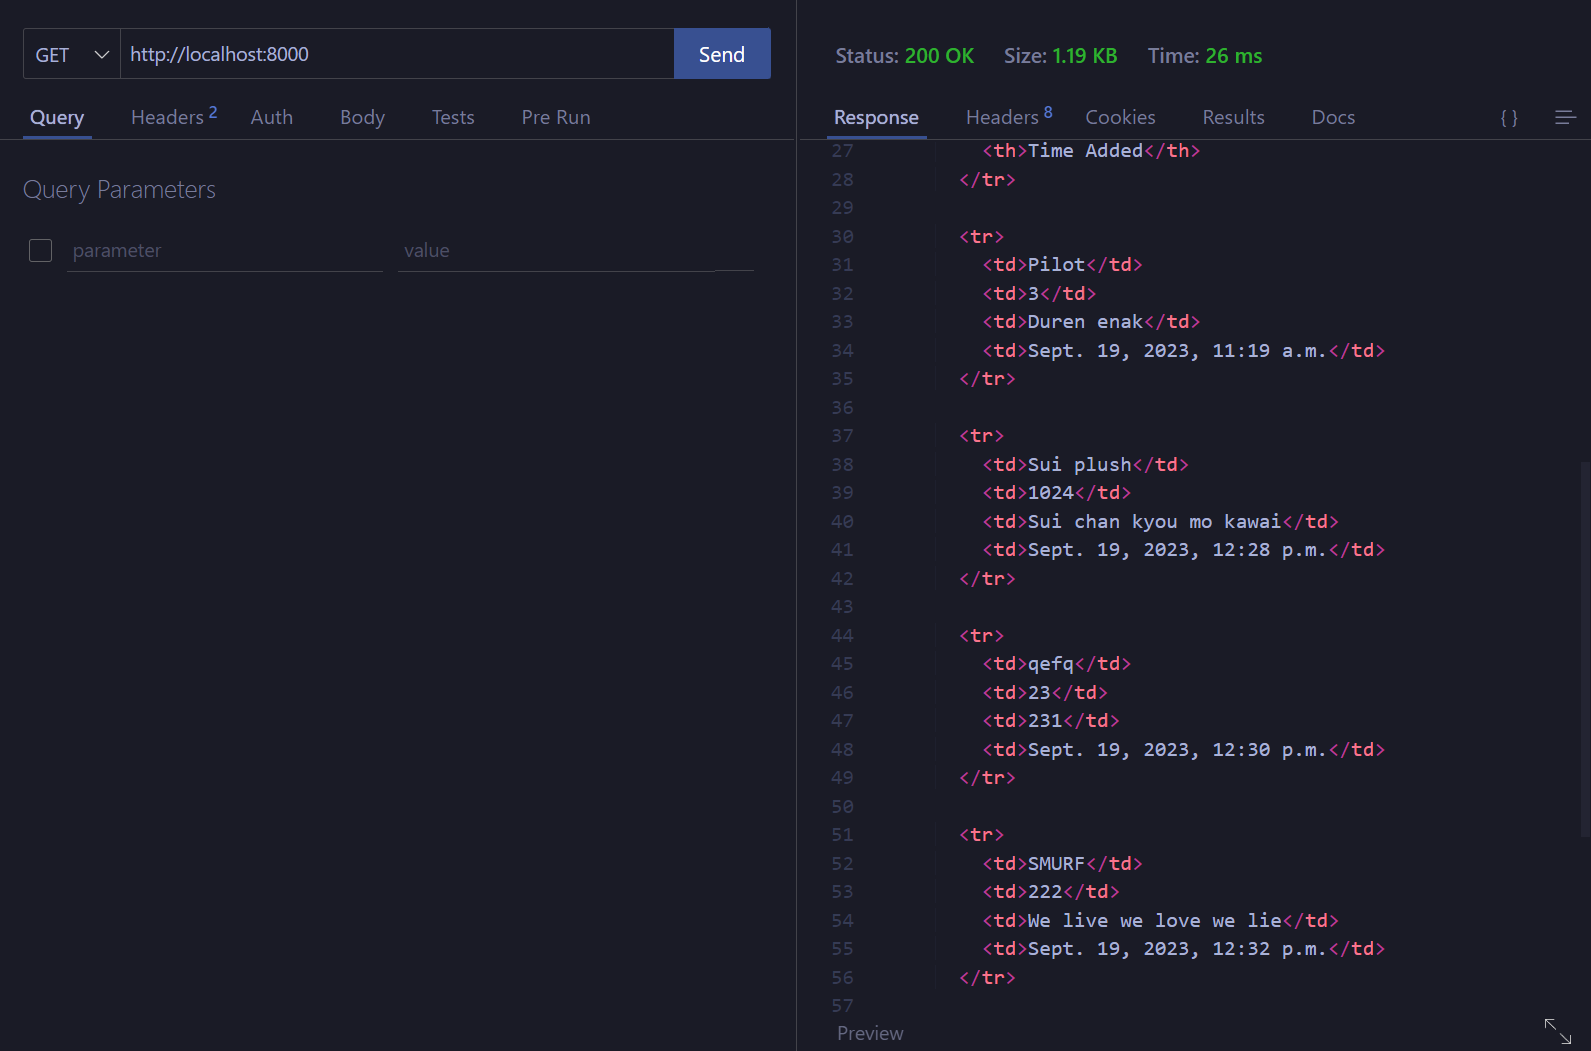 GET http://localhost:8000 Send
Query Headers 2 Auth Body Tests Pre Run
Query Parameters
parameter value
Status: 200 OK Size: 1.19 KB Time: 26 ms
Response Headers 8 Cookies Results Docs { }
27 <th>Time Added</th>
28 </tr>
29
30 <tr>
31 <td>Pilot</td>
32 <td>3</td>
33 <td>Duren enak</td>
34 <td>Sept. 19, 2023, 11:19 a.m.</td>
35 </tr>
36
37 <tr>
38 <td>Sui plush</td>
39 <td>1024</td>
40 <td>Sui chan kyou mo kawai</td>
41 <td>Sept. 19, 2023, 12:28 p.m.</td>
42 </tr>
43
44 <tr>
45 <td>qefq</td>
46 <td>23</td>
47 <td>231</td>
48 <td>Sept. 19, 2023, 12:30 p.m.</td>
49 </tr>
50
51 <tr>
52 <td>SMURF</td>
53 <td>222</td>
54 <td>We live we love we lie</td>
55 <td>Sept. 19, 2023, 12:32 p.m.</td>
56 </tr>
57
Preview